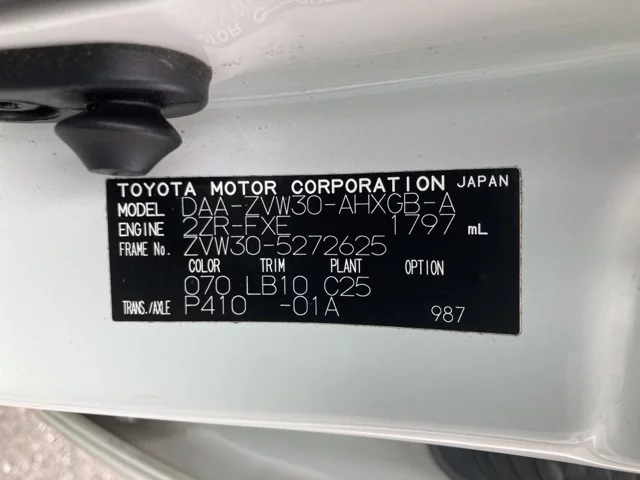 TOYOTA MOTOR CORPORATION JAPAN
MODEL DAA-ZVW30-AHXGB-A
ENGINE 2ZR-FXE 1797 mL
FRAME No. ZVW30-5272625
COLOR TRIM PLANT OPTION
070 LB10 C25
TRANS./AXLE P410 -01A 987